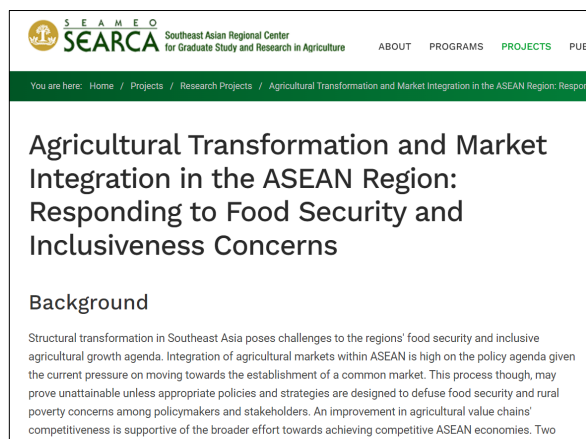 SEAMEO
SEARCA
Southeast Asian Regional Center
for Graduate Study and Research in Agriculture
ABOUT PROGRAMS PROJECTS
You are here: Home / Projects / Research Projects / Agricultural Transformation and Market Integration in the ASEAN Region:
Agricultural Transformation and Market
Integration in the ASEAN Region:
Responding to Food Security and
Inclusiveness Concerns
Background
Structural transformation in Southeast Asia poses challenges to the regions' food security and inclusive
agricultural growth agenda. Integration of agricultural markets within ASEAN is high on the policy agenda given
the current pressure on moving towards the establishment of a common market. This process though, may
prove unattainable unless appropriate policies and strategies are designed to defuse food security and rural
poverty concerns among policymakers and stakeholders. An improvement in agricultural value chains'
competitiveness is supportive of the broader effort towards achieving competitive ASEAN economies. Two